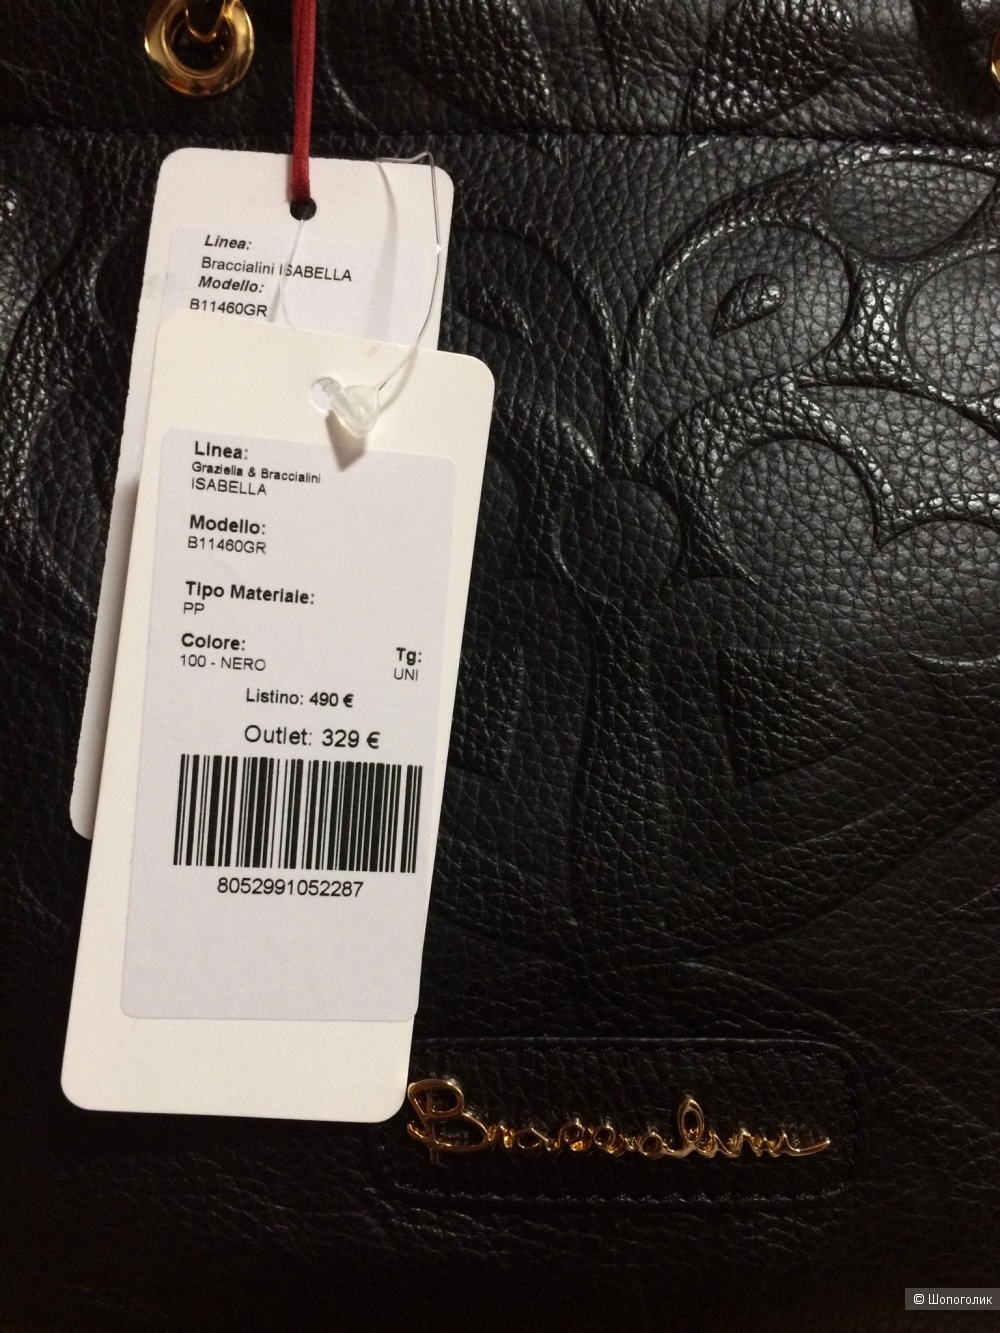 Linea:
Braccialini ISABELLA
Modello:
B11460GR
Linea:
Graziella & Braccialini
ISABELLA
Modello:
B11460GR
Tipo Materiale:
PP
Colore:
100 - NERO
Tg:
UNI
Listino: 490 €
Outlet: 329 €
8052991052287
Braccialini
© Шопоголик